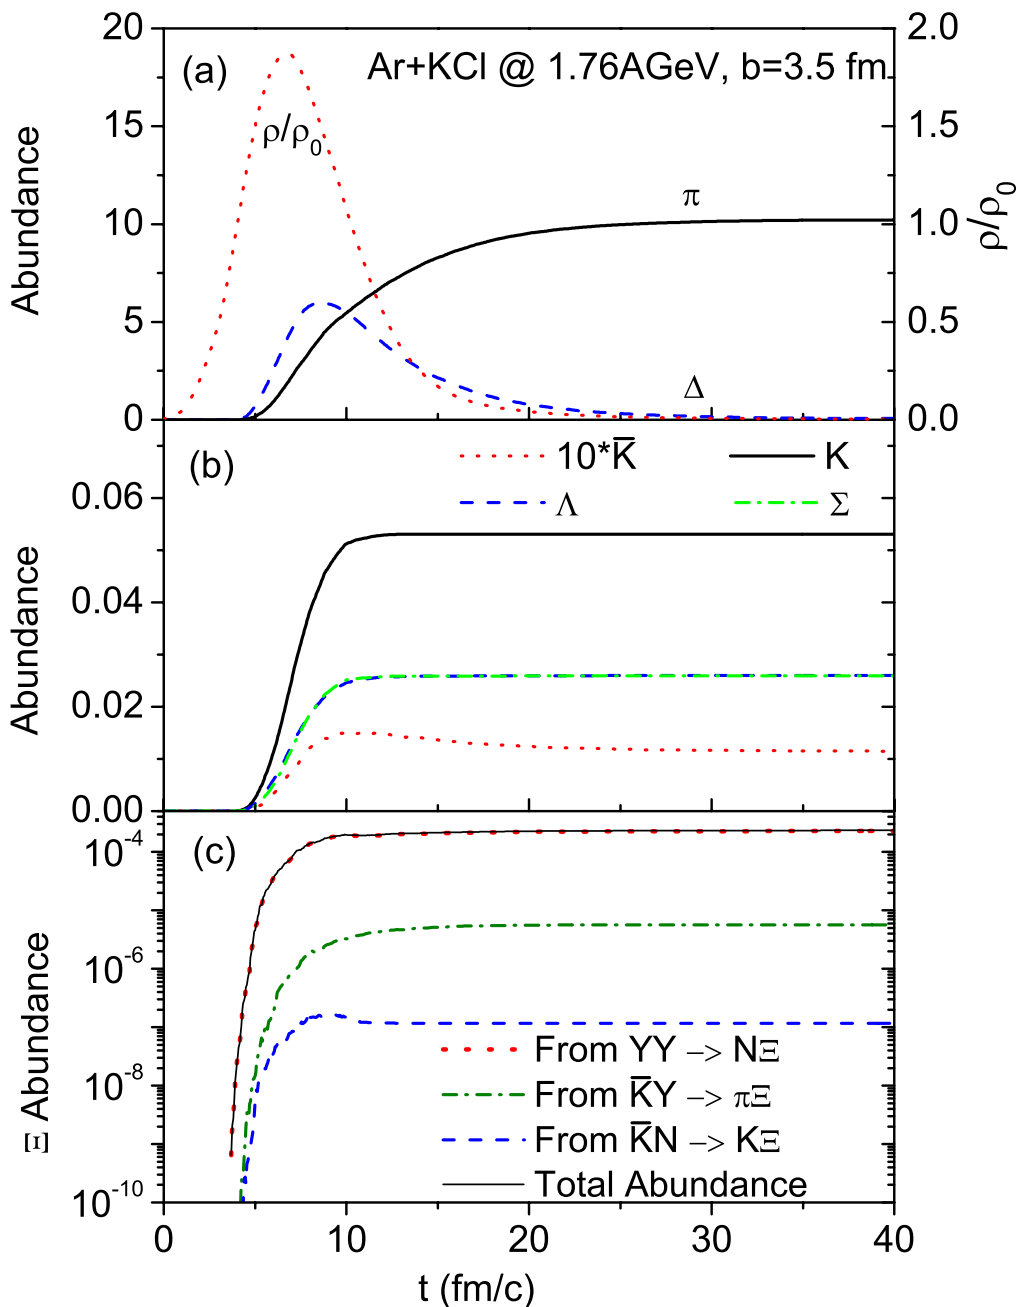 20
2.0
(a)
Ar+KCl @ 1.76AGeV, b=3.5 fm
15
1.5
ρ/ρ₀
Abundance
π
10
1.0
ρ/ρ₀
5
0.5
Δ
0
0.0
(b)
10*K̅
K
Λ
Σ
0.06
Abundance
0.04
0.02
0.00
(c)
10⁻⁴
10⁻⁶
Ξ Abundance
10⁻⁸
10⁻¹⁰
From YY –> NΞ
From K̅Y –> πΞ
From K̅N –> KΞ
Total Abundance
0 10 20 30 40
t (fm/c)